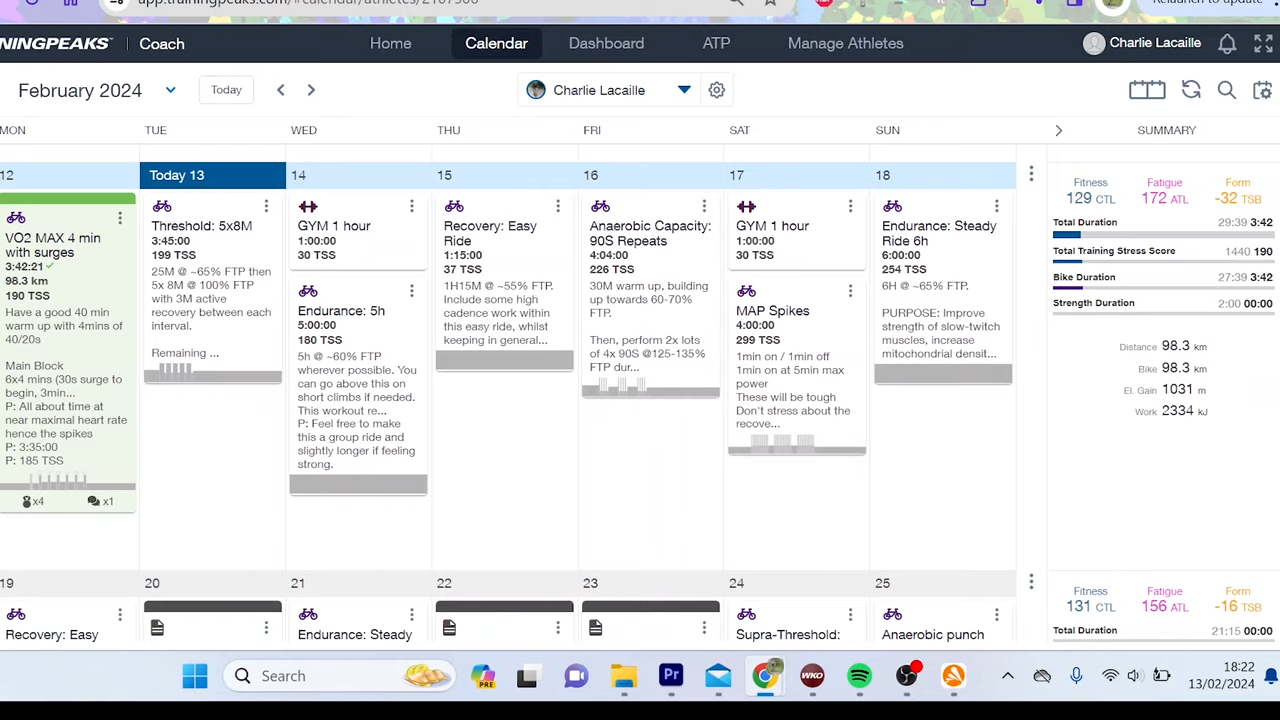 NINGPEAKS™ Coach Home Calendar Dashboard ATP Manage Athletes Charlie Lacaille
February 2024 Today Charlie Lacaille
MON TUE WED THU FRI SAT SUN SUMMARY
12
VO2 MAX 4 min
with surges
3:42:21
98.3 km
190 TSS
Have a good 40 min
warm up with 4mins of
40/20s
Main Block
6x4 mins (30s surge to
begin, 3min...
P: All about time at
near maximal heart rate
hence the spikes
P: 3:35:00
P: 185 TSS
x4 x1
Today 13
Threshold: 5x8M
3:45:00
199 TSS
25M @ ~65% FTP then
5x 8M @ 100% FTP
with 3M active
recovery between each
interval.
Remaining ...
14
GYM 1 hour
1:00:00
30 TSS
Endurance: 5h
5:00:00
180 TSS
5h @ ~60% FTP
wherever possible. You
can go above this on
short climbs if needed.
This workout re...
P: Feel free to make
this a group ride and
slightly longer if feeling
strong.
15
Recovery: Easy
Ride
1:15:00
37 TSS
1H15M @ ~55% FTP.
Include some high
cadence work within
this easy ride, whilst
keeping in general...
16
Anaerobic Capacity:
90S Repeats
4:04:00
226 TSS
30M warm up, building
up towards 60-70%
FTP.
Then, perform 2x lots
of 4x 90S @125-135%
FTP dur...
17
GYM 1 hour
1:00:00
30 TSS
MAP Spikes
4:00:00
299 TSS
1min on / 1min off
1min on at 5min max
power
These will be tough
Don't stress about the
recove...
18
Endurance: Steady
Ride 6h
6:00:00
254 TSS
6H @ ~65% FTP.
PURPOSE: Improve
strength of slow-twitch
muscles, increase
mitochondrial densit...
Fitness Fatigue Form
129 CTL 172 ATL -32 TSB
Total Duration 29:39 3:42
Total Training Stress Score 1440 190
Bike Duration 27:39 3:42
Strength Duration 2:00 00:00
Distance 98.3 km
Bike 98.3 km
El. Gain 1031 m
Work 2334 kJ
19 20 21 22 23 24 25
Recovery: Easy Endurance: Steady Supra-Threshold: Anaerobic punch
Fitness Fatigue Form
131 CTL 156 ATL -16 TSB
Total Duration 21:15 00:00
Search PRE Pr WKO
18:22
13/02/2024